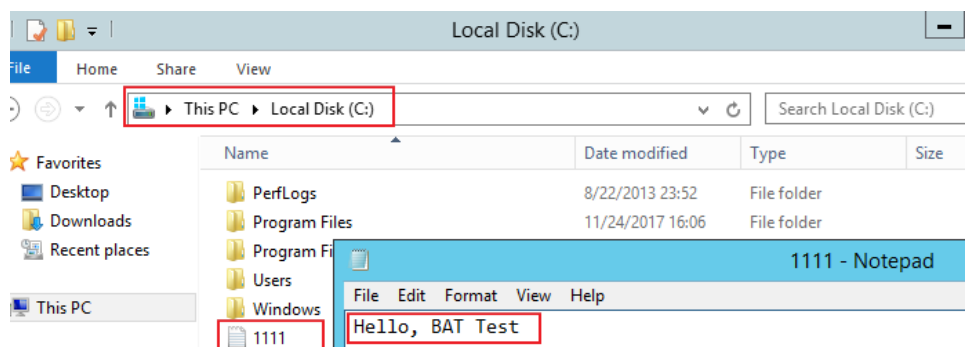 Local Disk (C:)
File Home Share View
This PC Local Disk (C:) Search Local Disk (C:)
Name Date modified Type Size
Favorites
Desktop
Downloads
Recent places
This PC
PerfLogs 8/22/2013 23:52 File folder
Program Files 11/24/2017 16:06 File folder
Program Fi
Users
Windows
1111
1111 - Notepad
File Edit Format View Help
Hello, BAT Test